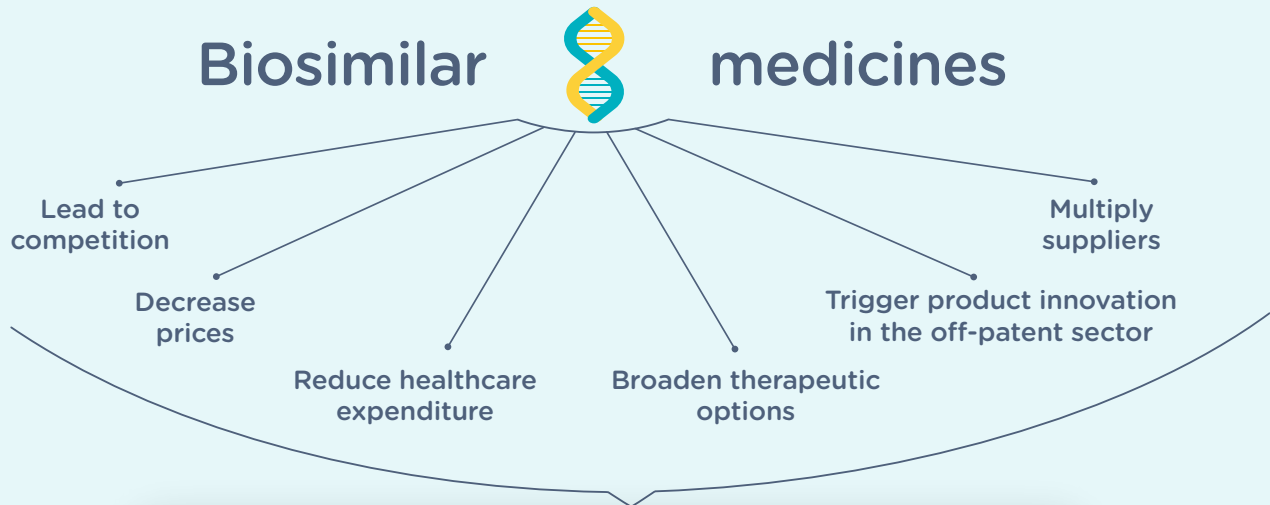 Biosimilar medicines
Lead to
competition
Decrease
prices
Reduce healthcare
expenditure
Broaden therapeutic
options
Trigger product innovation
in the off-patent sector
Multiply
suppliers